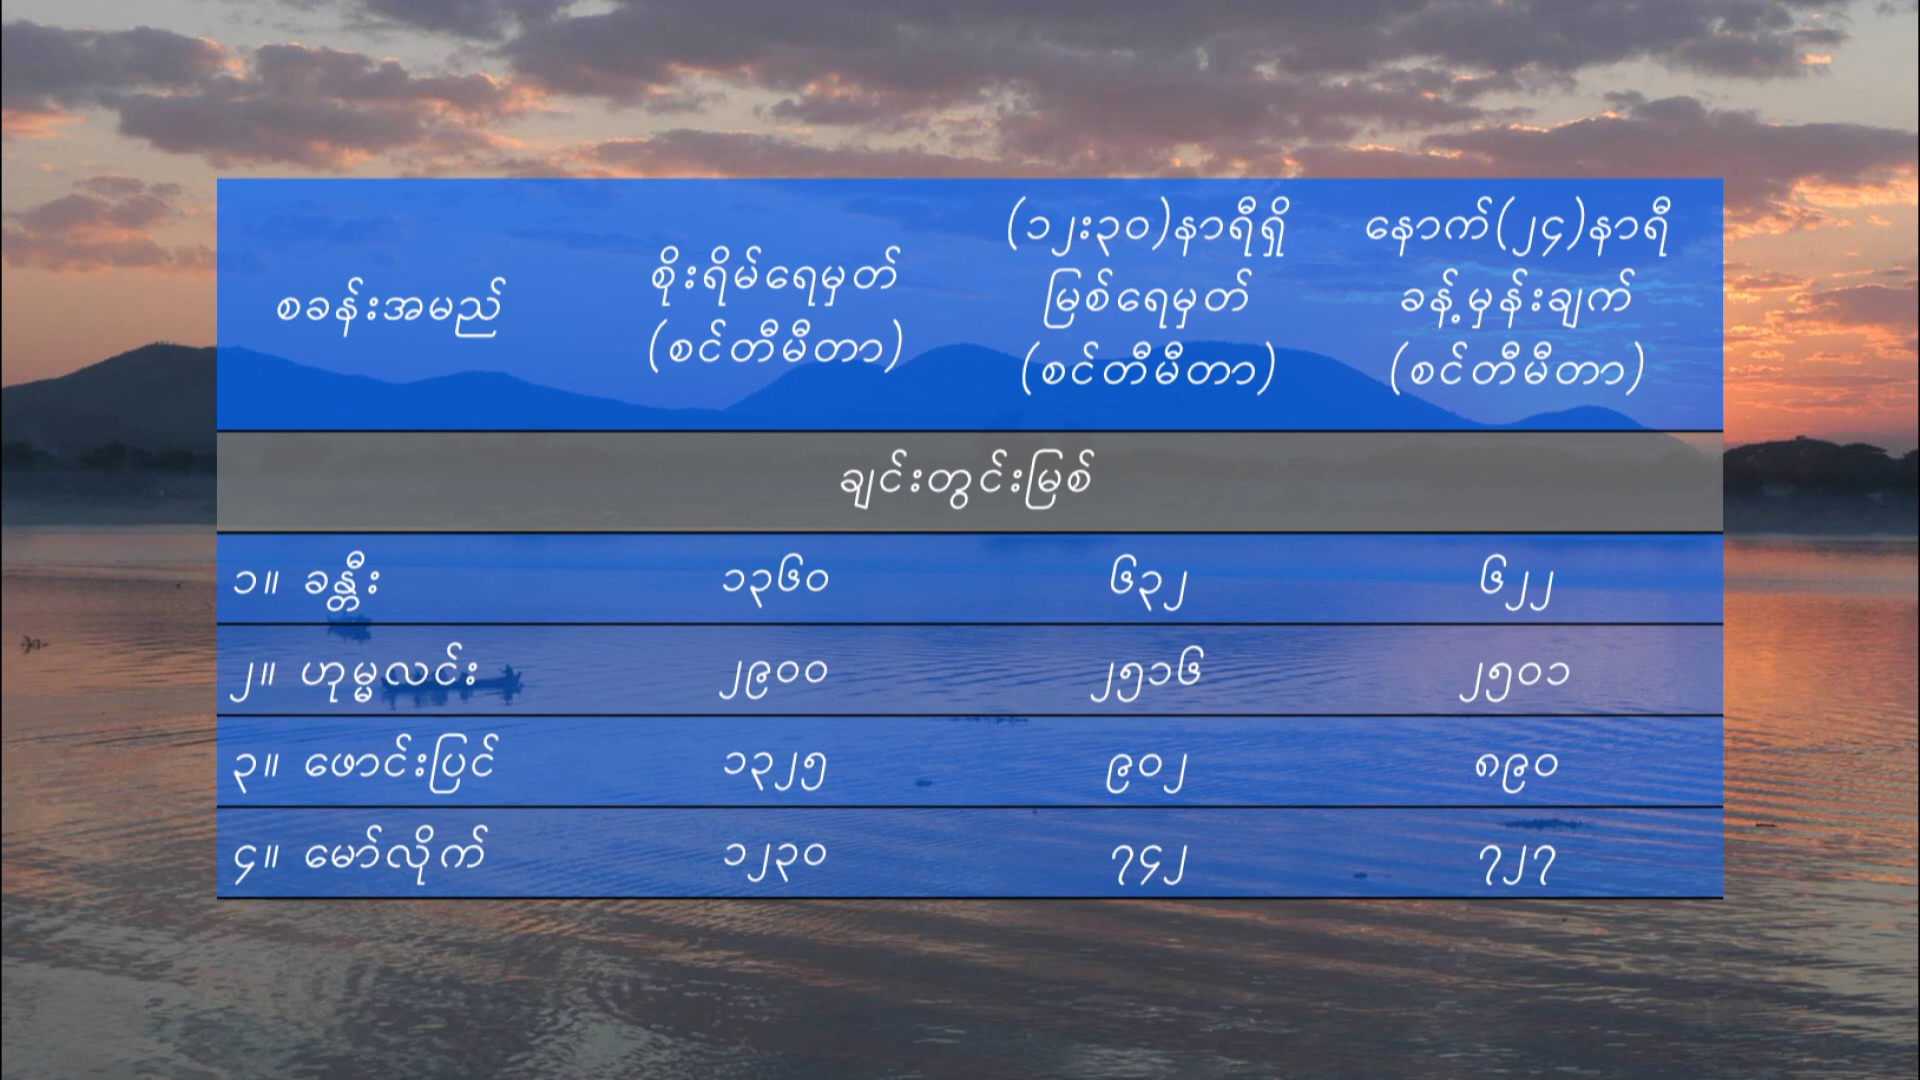 စခန်းအမည်
စိုးရိမ်ရေမှတ်
(စင်တီမီတာ)
(၁၂း၃၀)နာရီရှိ
မြစ်ရေမှတ်
(စင်တီမီတာ)
နောက်(၂၄)နာရီ
ခန့်မှန်းချက်
(စင်တီမီတာ)
ချင်းတွင်းမြစ်
၁။ ခန္တီး ၁၃၆၀ ၆၃၂ ၆၂၂
၂။ ဟုမ္မလင်း ၂၉၀၀ ၂၅၁၆ ၂၅၀၁
၃။ ဖောင်းပြင် ၁၃၂၅ ၉၀၂ ၈၉၀
၄။ မော်လိုက် ၁၂၃၀ ၇၄၂ ၇၂၇